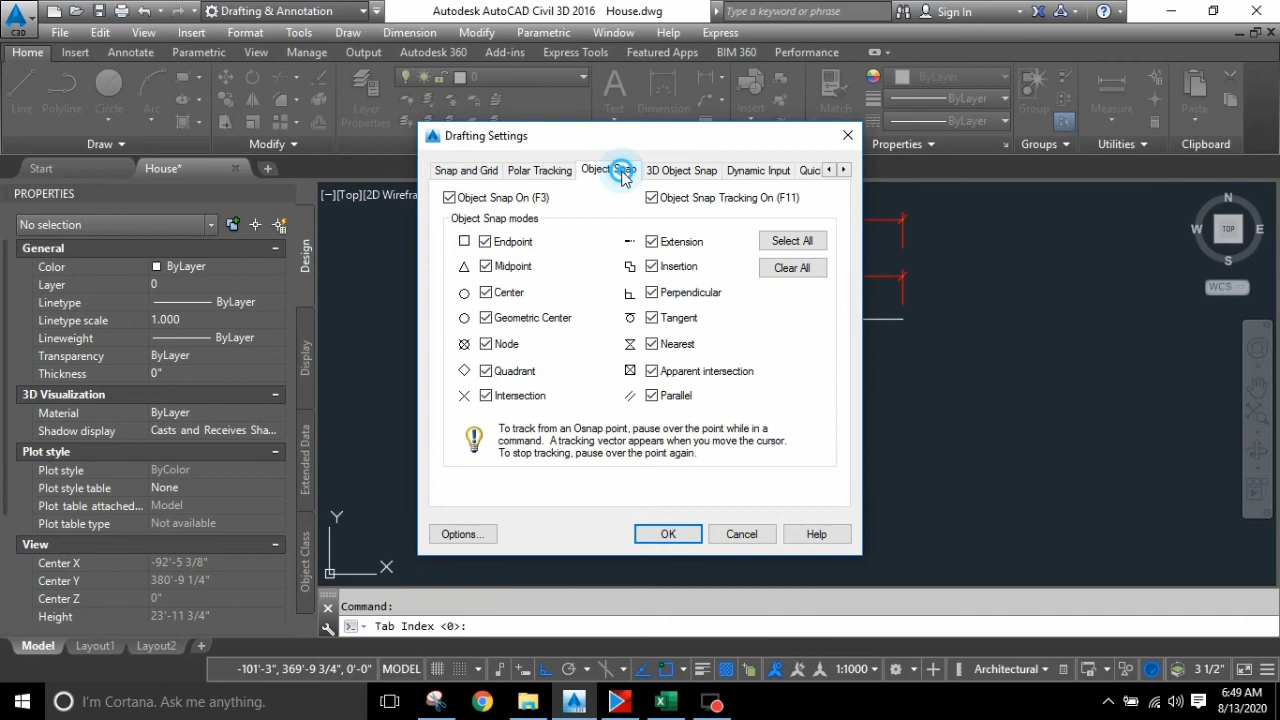 Drafting & Annotation
Autodesk AutoCAD Civil 3D 2016 House.dwg
Type a keyword or phrase
Sign In
C3D
File Edit View Insert Format Tools Draw Dimension Modify Parametric Window Help Express
Home Insert Annotation Parametric View Manage Output Autodesk 360 Add-ins Express Tools Featured Apps BIM 360 Performance
0
ByLayer
ByLayer
ByLayer
Line Polyline Circle Arc
Layer
Properties
Text Dimension Insert Match Group Measure Paste
Draw Modify Properties Groups Utilities Clipboard
Start House*
PROPERTIES
No selection
General
Color ByLayer
Layer 0
Linetype ByLayer
Linetype scale 1.000
Lineweight ByLayer
Transparency ByLayer
Thickness 0"
3D Visualization
Material ByLayer
Shadow display Casts and Receives Sha...
Plot style
Plot style ByColor
Plot style table None
Plot table attached... Model
Plot table type Not available
View
Center X -92'-5 3/8"
Center Y 380'-9 1/4"
Center Z 0"
Height 23'-11 3/4"
Design
Display
Extended Data
Object Class
[−][Top][2D Wirefr
N
W TOP E
S
WCS
Y
X
Drafting Settings
Snap and Grid Polar Tracking Object Snap 3D Object Snap Dynamic Input Quic
Object Snap On (F3) Object Snap Tracking On (F11)
Object Snap modes
Endpoint Extension Select All
Midpoint Insertion Clear All
Center Perpendicular
Geometric Center Tangent
Node Nearest
Quadrant Apparent intersection
Intersection Parallel
To track from an Osnap point, pause over the point while in a
command. A tracking vector appears when you move the cursor.
To stop tracking, pause over the point again.
Options... OK Cancel Help
Command:
Tab Index <0>:
Model Layout1 Layout2 +
-101'-3", 369'-9 3/4", 0'-0" MODEL 1:1000 Architectural 3 1/2"
I'm Cortana. Ask me anything.
6:49 AM
8/13/2020